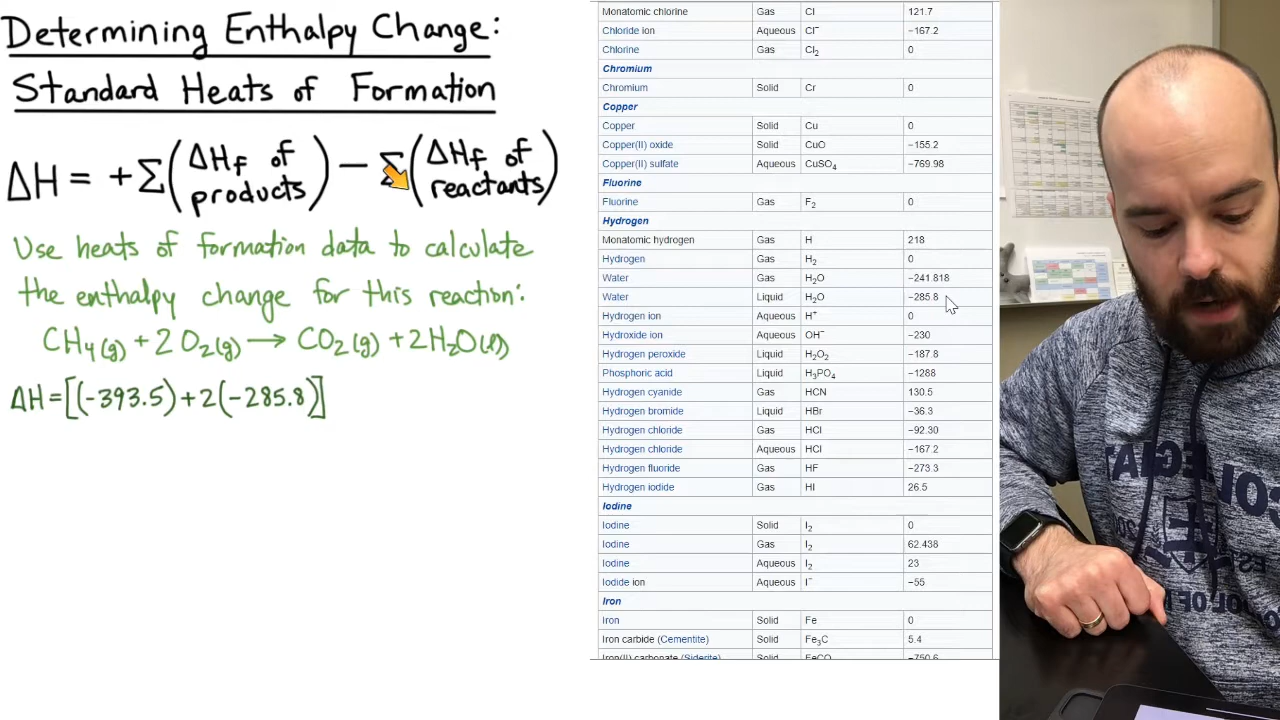 Determining Enthalpy Change:
Standard Heats of Formation
ΔH = +Σ(ΔHf of products) − Σ(ΔHf of reactants)
Use heats of formation data to calculate
the enthalpy change for this reaction:
CH₄(g) + 2 O₂(g) → CO₂(g) + 2H₂O(l)
ΔH=[(-393.5)+2(-285.8)]
Monatomic chlorine Gas Cl 121.7
Chloride ion Aqueous Cl⁻ −167.2
Chlorine Gas Cl₂ 0
Chromium
Chromium Solid Cr 0
Copper
Copper Solid Cu 0
Copper(II) oxide Solid CuO −155.2
Copper(II) sulfate Aqueous CuSO₄ −769.98
Fluorine
Fluorine Gas F₂ 0
Hydrogen
Monatomic hydrogen Gas H 218
Hydrogen Gas H₂ 0
Water Gas H₂O −241.818
Water Liquid H₂O −285.8
Hydrogen ion Aqueous H⁺ 0
Hydroxide ion Aqueous OH⁻ −230
Hydrogen peroxide Liquid H₂O₂ −187.8
Phosphoric acid Liquid H₃PO₄ −1288
Hydrogen cyanide Gas HCN 130.5
Hydrogen bromide Liquid HBr −36.3
Hydrogen chloride Gas HCl −92.30
Hydrogen chloride Aqueous HCl −167.2
Hydrogen fluoride Gas HF −273.3
Hydrogen iodide Gas HI 26.5
Iodine
Iodine Solid I₂ 0
Iodine Gas I₂ 62.438
Iodine Aqueous I₂ 23
Iodide ion Aqueous I⁻ −55
Iron
Iron Solid Fe 0
Iron carbide (Cementite) Solid Fe₃C 5.4
Iron(II) carbonate (Siderite) Solid FeCO −750.6